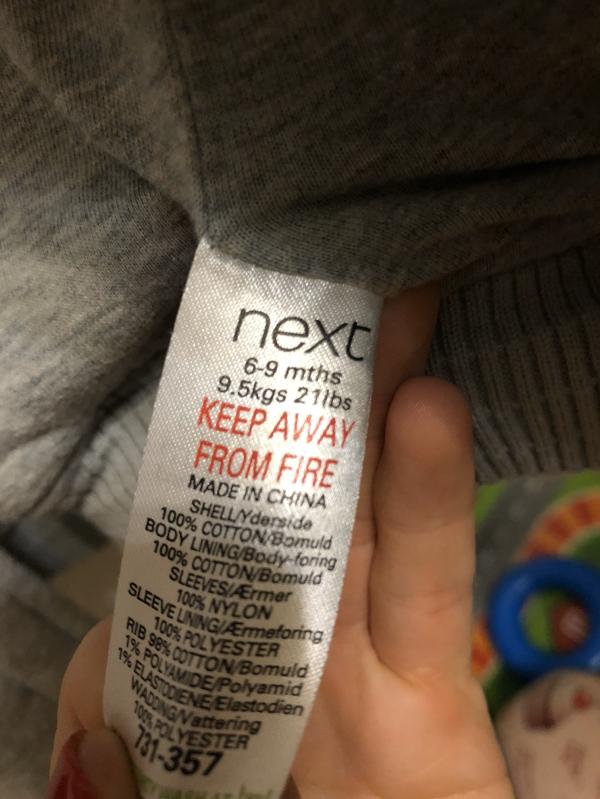 next
6-9 mths
9.5kgs 21lbs
KEEP AWAY
FROM FIRE
MADE IN CHINA
SHELL/Yderside
100% COTTON/Bomuld
BODY LINING/Body-foring
100% COTTON/Bomuld
SLEEVES/Ærmer
100% NYLON
SLEEVE LINING/Ærmeforing
100% POLYESTER
RIB 98% COTTON/Bomuld
1% POLYAMIDE/Polyamid
1% ELASTODIENE/Elastodien
WADDING/Vattering
100% POLYESTER
731-357